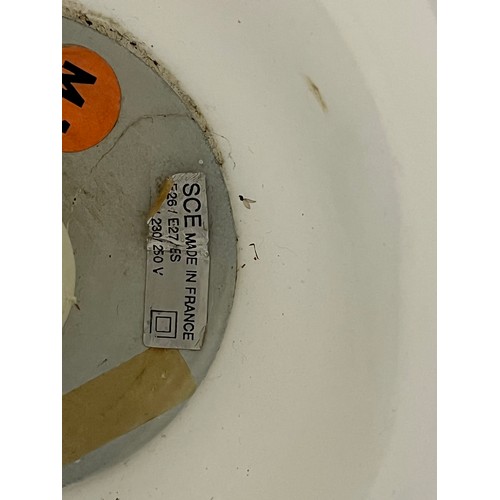 M
SCE MADE IN FRANCE
E26 / E27 / ES
230/250 V